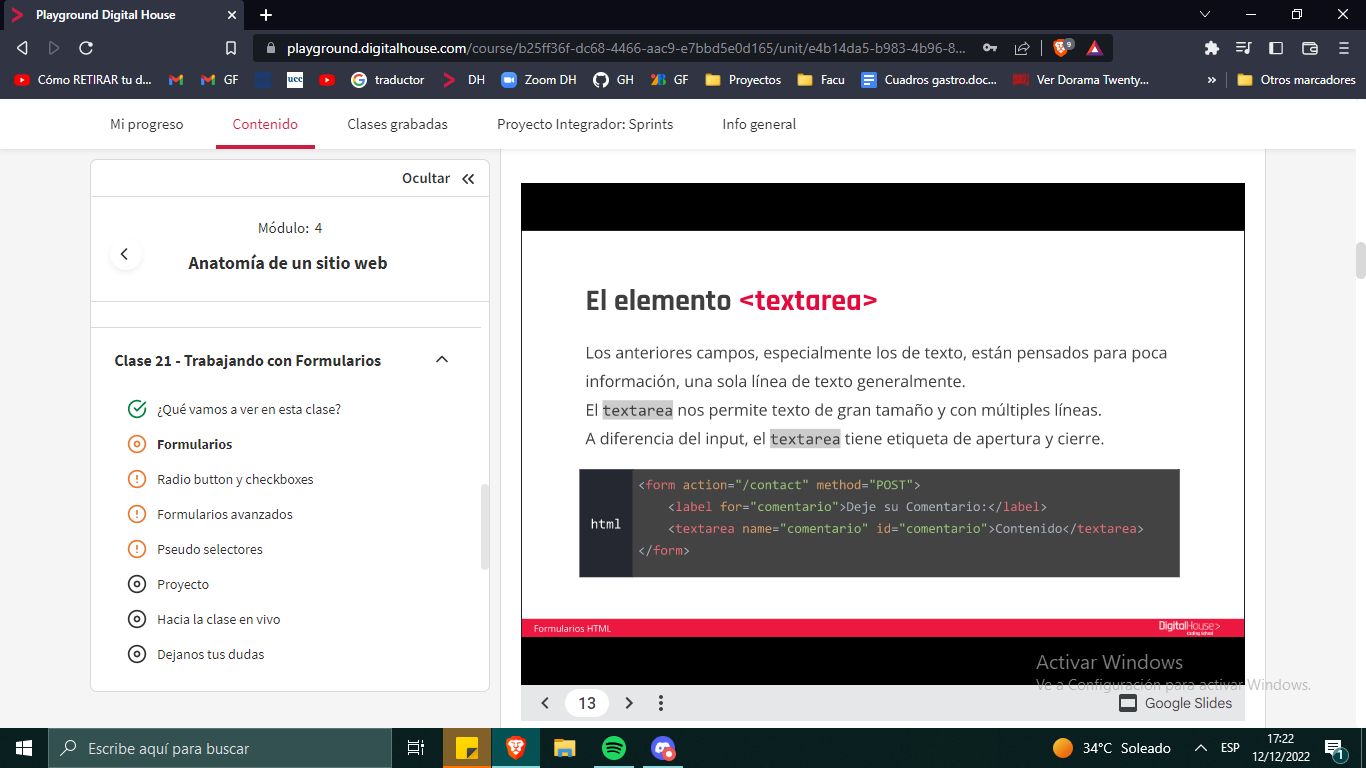 Playground Digital House
playground.digitalhouse.com/course/b25ff36f-dc68-4466-aac9-e7bbd5e0d165/unit/e4b14da5-b983-4b96-8...
9
Cómo RETIRAR tu d...
GF
ucc
traductor
DH
Zoom DH
GH
GF
Proyectos
Facu
Cuadros gastro.doc...
Ver Dorama Twenty...
»
Otros marcadores
Mi progreso
Contenido
Clases grabadas
Proyecto Integrador: Sprints
Info general
Ocultar
Módulo: 4
Anatomía de un sitio web
Clase 21 - Trabajando con Formularios
¿Qué vamos a ver en esta clase?
Formularios
Radio button y checkboxes
Formularios avanzados
Pseudo selectores
Proyecto
Hacia la clase en vivo
Dejanos tus dudas
El elemento <textarea>
Los anteriores campos, especialmente los de texto, están pensados para poca
información, una sola línea de texto generalmente.
El textarea nos permite texto de gran tamaño y con múltiples líneas.
A diferencia del input, el textarea tiene etiqueta de apertura y cierre.
html
<form action="/contact" method="POST">
<label for="comentario">Deje su Comentario:</label>
<textarea name="comentario" id="comentario">Contenido</textarea>
</form>
Formularios HTML
DigitalHouse>
Coding School
13
Google Slides
Activar Windows
Ve a Configuración para activar Windows.
Escribe aquí para buscar
34°C Soleado
ESP
17:22
12/12/2022
1